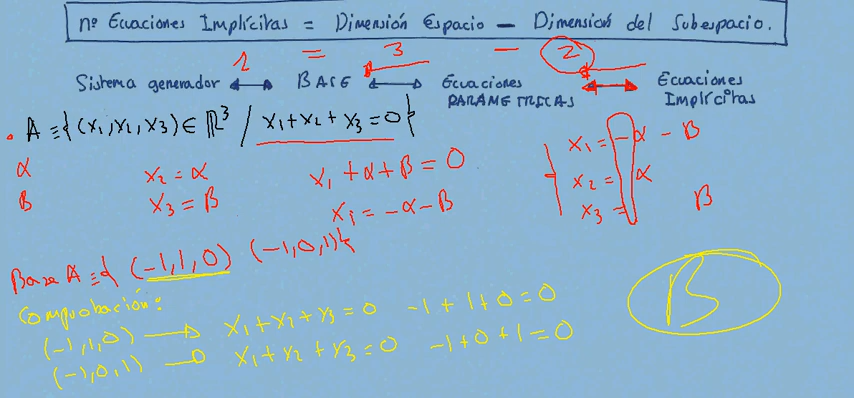 nº Ecuaciones Implícitas = Dimensión Espacio - Dimensión del Subespacio.
1 = 3 - 2
Sistema generador ↔ BASE ↔ Ecuaciones PARAMETRICAS ↔ Ecuaciones Implícitas
A ≡ {(x₁,x₂,x₃) ∈ ℝ³ / x₁+x₂+x₃=0}
α x₂ = α x₁ + α + β = 0
β x₃ = β x₁ = -α - β
x₁ = -α - β
x₂ = α
x₃ = β
Base A ≡ { (-1,1,0) (-1,0,1)}
Comprobación:
(-1,1,0) → x₁+x₂+x₃=0 -1+1+0=0
(-1,0,1) → x₁+x₂+x₃=0 -1+0+1=0
B